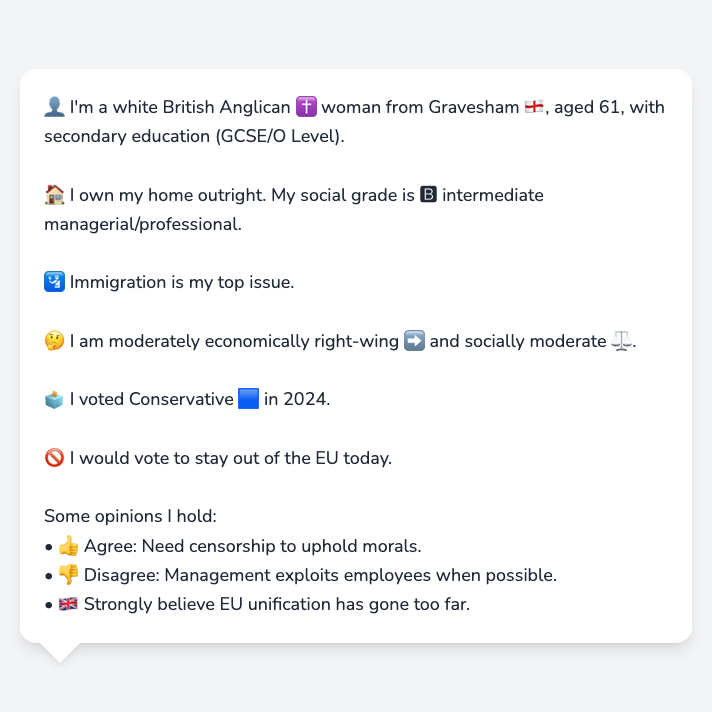 👤 I'm a white British Anglican ✝️ woman from Gravesham 🏴󠁧󠁢󠁥󠁮󠁧󠁿, aged 61, with
secondary education (GCSE/O Level).
🏠 I own my home outright. My social grade is 🅱 intermediate
managerial/professional.
🛂 Immigration is my top issue.
🤔 I am moderately economically right-wing ➡️ and socially moderate ⚖️.
🗳️ I voted Conservative 🟦 in 2024.
🚫 I would vote to stay out of the EU today.
Some opinions I hold:
• 👍 Agree: Need censorship to uphold morals.
• 👎 Disagree: Management exploits employees when possible.
• 🇬🇧 Strongly believe EU unification has gone too far.